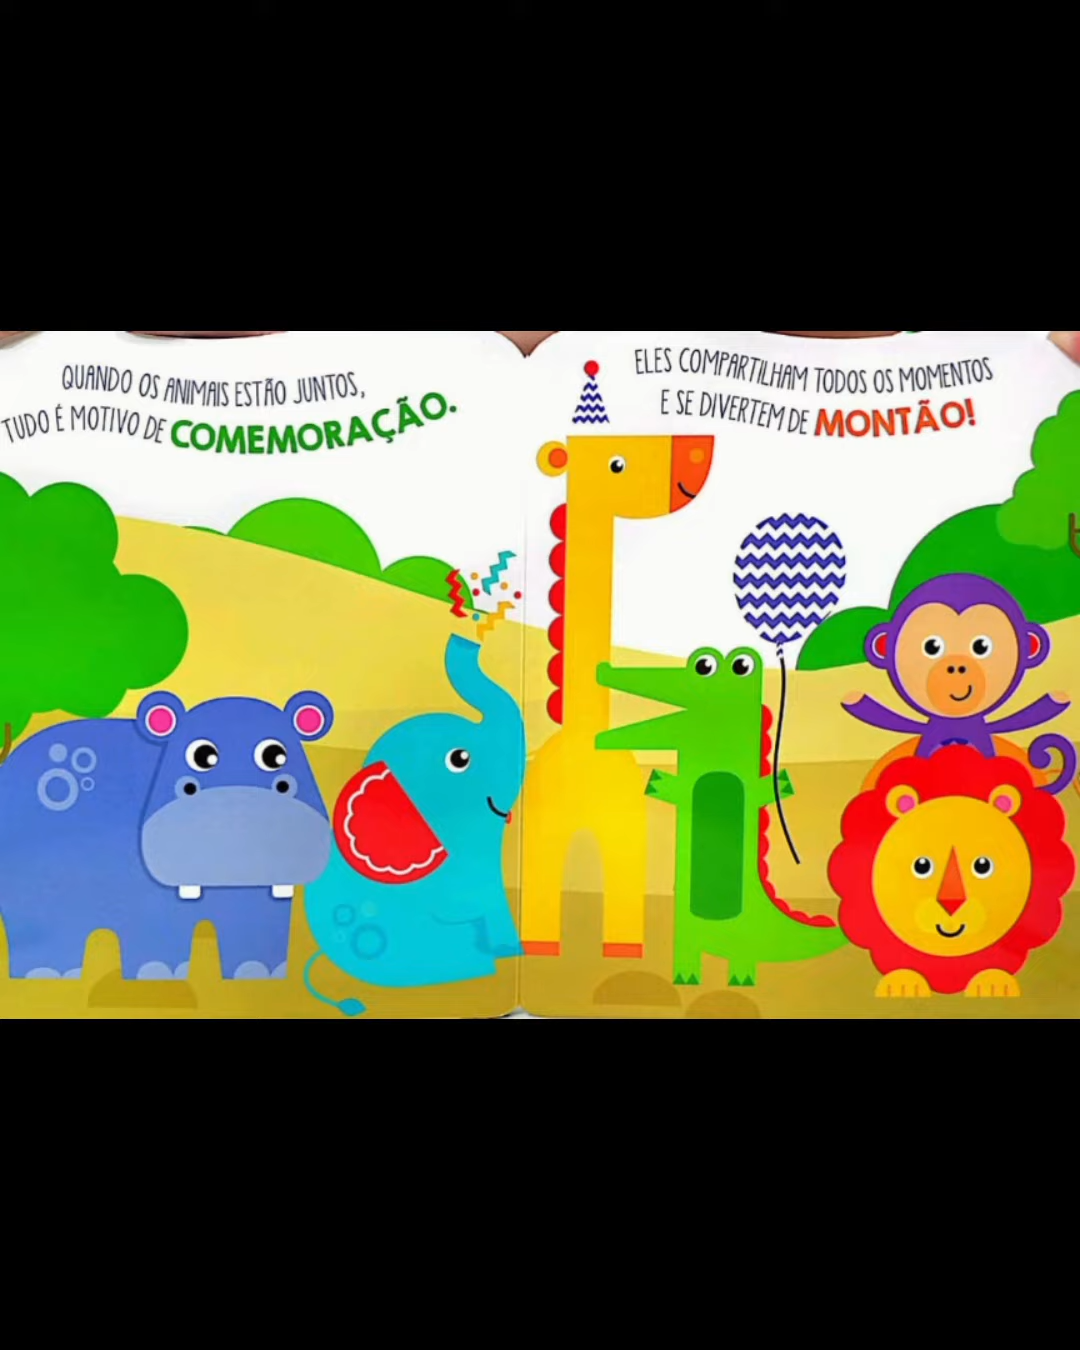 QUANDO OS ANIMAIS ESTÃO JUNTOS,
TUDO É MOTIVO DE COMEMORAÇÃO.
ELES COMPARTILHAM TODOS OS MOMENTOS
E SE DIVERTEM DE MONTÃO!